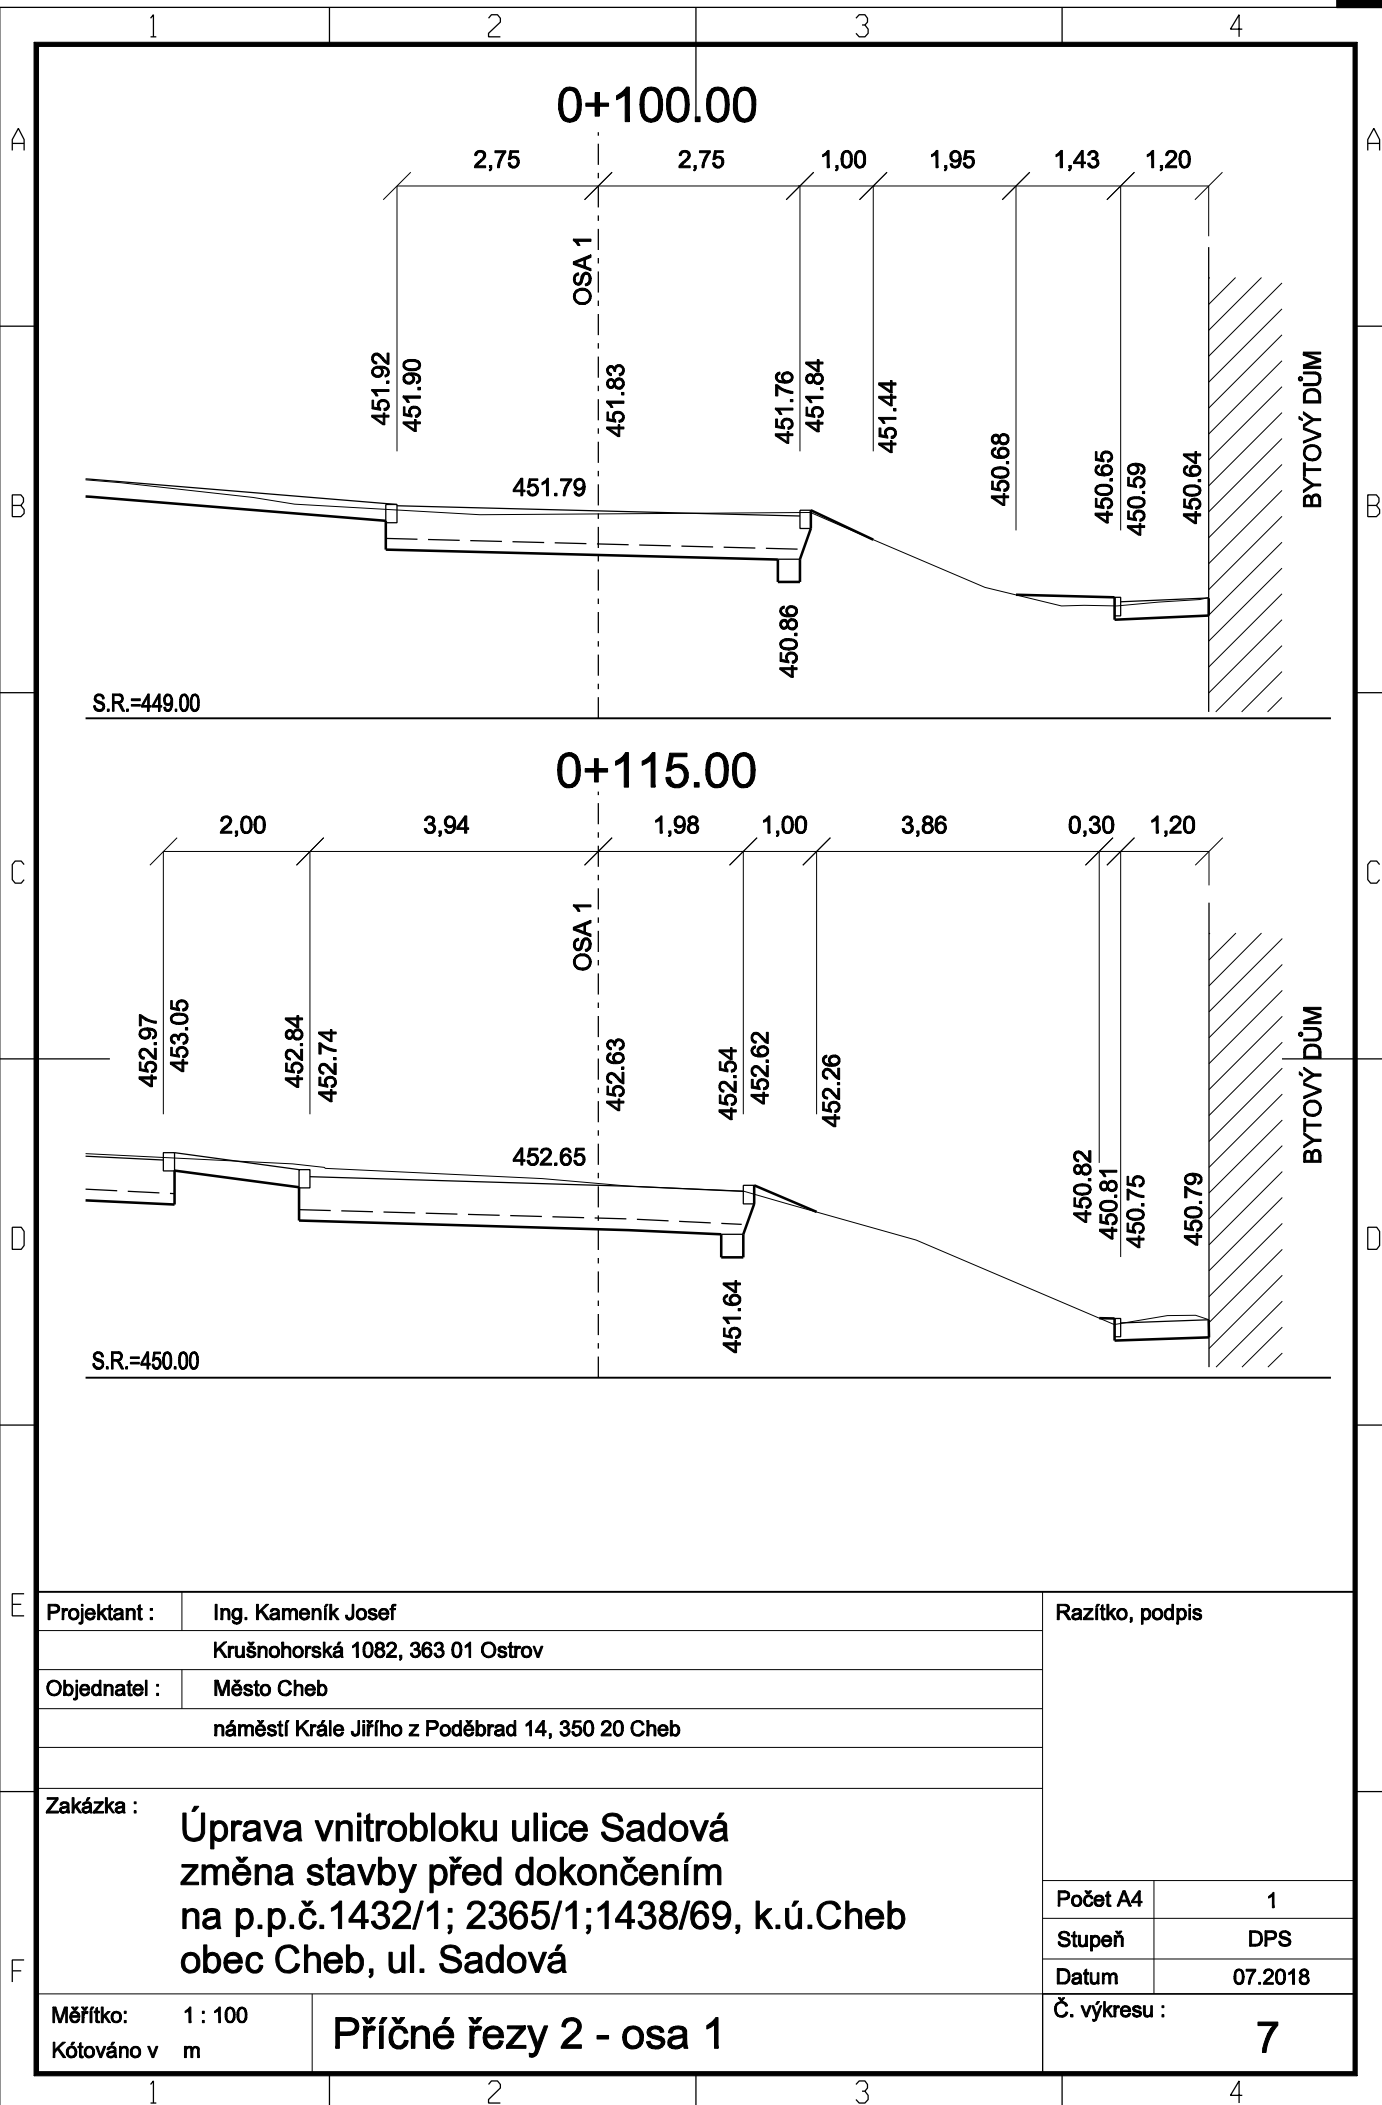 1 2 3 4
A A
B B
C C
D D
E
F
0+100.00
2,75 2,75 1,00 1,95 1,43 1,20
OSA 1
451.92
451.90
451.83
451.76
451.84
451.44
450.68
450.65
450.59
450.64
BYTOVÝ DŮM
451.79
450.86
S.R.=449.00
0+115.00
2,00 3,94 1,98 1,00 3,86 0,30 1,20
OSA 1
452.97
453.05
452.84
452.74
452.63
452.54
452.62
452.26
450.82
450.81
450.75
450.79
BYTOVÝ DŮM
452.65
451.64
S.R.=450.00
Projektant : Ing. Kameník Josef
Krušnohorská 1082, 363 01 Ostrov
Objednatel : Město Cheb
náměstí Krále Jiřího z Poděbrad 14, 350 20 Cheb
Razítko, podpis
Zakázka :
Úprava vnitrobloku ulice Sadová
změna stavby před dokončením
na p.p.č.1432/1; 2365/1;1438/69, k.ú.Cheb
obec Cheb, ul. Sadová
Počet A4 1
Stupeň DPS
Datum 07.2018
Měřítko: 1 : 100
Kótováno v m
Příčné řezy 2 - osa 1
Č. výkresu :
7
1 2 3 4